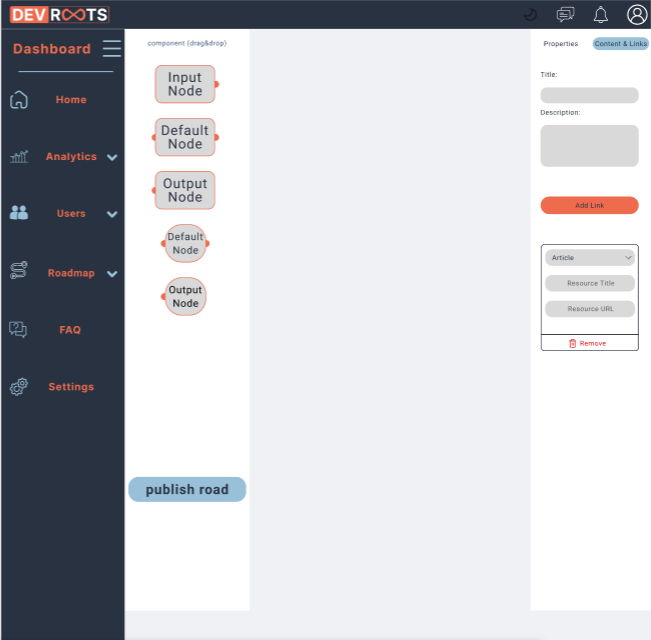 DEV ROOTS
Dashboard
Home
Analytics
Users
Roadmap
FAQ
Settings
component (drag&drop)
Input
Node
Default
Node
Output
Node
Default
Node
Output
Node
publish road
Properties
Content & Links
Title:
Description:
Add Link
Article
Resource Title
Resource URL
Remove